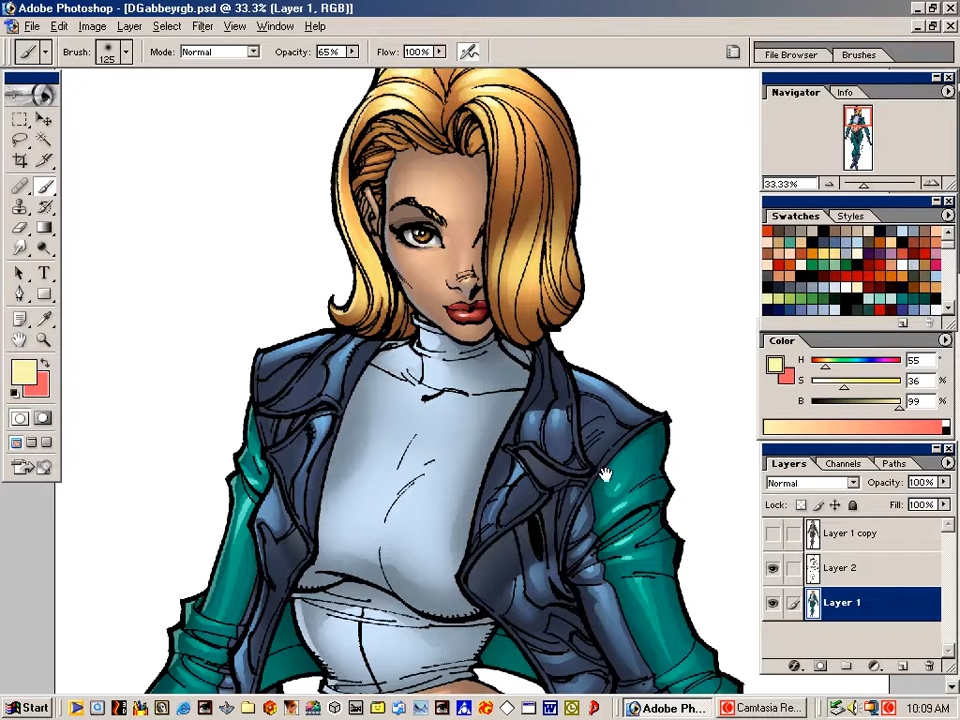 Adobe Photoshop - [DGabbeyrgb.psd @ 33.3% (Layer 1, RGB)]
File Edit Image Layer Select Filter View Window Help
Brush: 125 Mode: Normal Opacity: 65% Flow: 100% File Browser Brushes
Navigator Info
33.33%
Swatches Styles
Color
H 55 °
S 36 %
B 99 %
Layers Channels Paths
Normal Opacity: 100%
Lock: Fill: 100%
Layer 1 copy
Layer 2
Layer 1
Start Adobe Photosh... Camtasia Re... 10:09 AM